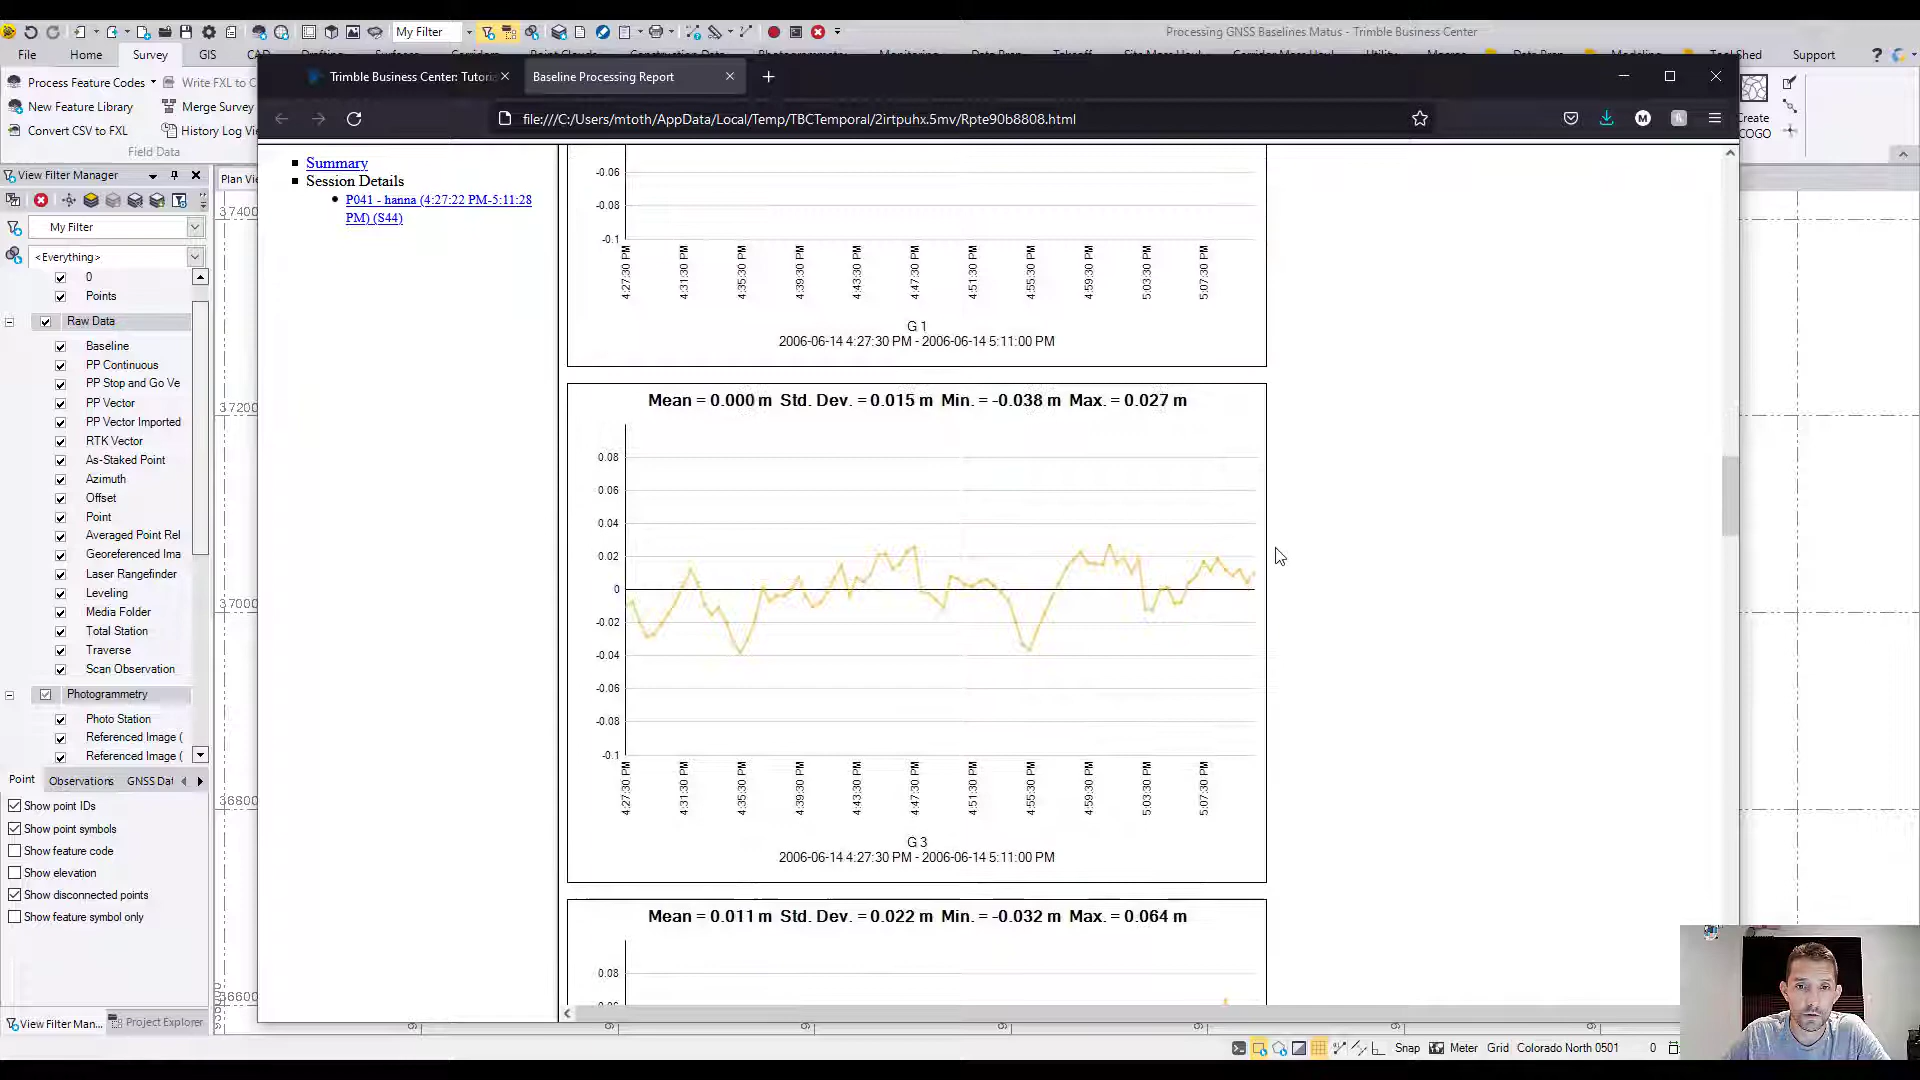 My Filter
Processing GNSS Baselines Matus - Trimble Business Center
File
Home
Survey
GIS
Support
Process Feature Codes
Write FXL to C
New Feature Library
Merge Survey
Convert CSV to FXL
History Log Vi
Field Data
Create
COGO
Trimble Business Center: Tutori
Baseline Processing Report
file:///C:/Users/mtoth/AppData/Local/Temp/TBCTemporal/2irtpuhx.5mv/Rpte90b8808.html
View Filter Manager
Plan Vie
My Filter
<Everything>
0
Points
Raw Data
Baseline
PP Continuous
PP Stop and Go Ve
PP Vector
PP Vector Imported
RTK Vector
As-Staked Point
Azimuth
Offset
Point
Averaged Point Rel
Georeferenced Ima
Laser Rangefinder
Leveling
Media Folder
Total Station
Traverse
Scan Observation
Photogrammetry
Photo Station
Referenced Image (
Referenced Image (
Point
Observations
GNSS Dat
Show point IDs
Show point symbols
Show feature code
Show elevation
Show disconnected points
Show feature symbol only
View Filter Man...
Project Explorer
37400
37200
37000
36800
36600
Summary
Session Details
P041 - hanna (4:27:22 PM-5:11:28
PM) (S44)
-0.06
-0.08
-0.1
4:27:30 PM
4:31:30 PM
4:35:30 PM
4:39:30 PM
4:43:30 PM
4:47:30 PM
4:51:30 PM
4:55:30 PM
4:59:30 PM
5:03:30 PM
5:07:30 PM
G 1
2006-06-14 4:27:30 PM - 2006-06-14 5:11:00 PM
Mean = 0.000 m Std. Dev. = 0.015 m Min. = -0.038 m Max. = 0.027 m
0.08
0.06
0.04
0.02
0
-0.02
-0.04
-0.06
-0.08
-0.1
4:27:30 PM
4:31:30 PM
4:35:30 PM
4:39:30 PM
4:43:30 PM
4:47:30 PM
4:51:30 PM
4:55:30 PM
4:59:30 PM
5:03:30 PM
5:07:30 PM
G 3
2006-06-14 4:27:30 PM - 2006-06-14 5:11:00 PM
Mean = 0.011 m Std. Dev. = 0.022 m Min. = -0.032 m Max. = 0.064 m
0.08
Snap
Meter
Grid
Colorado North 0501
0